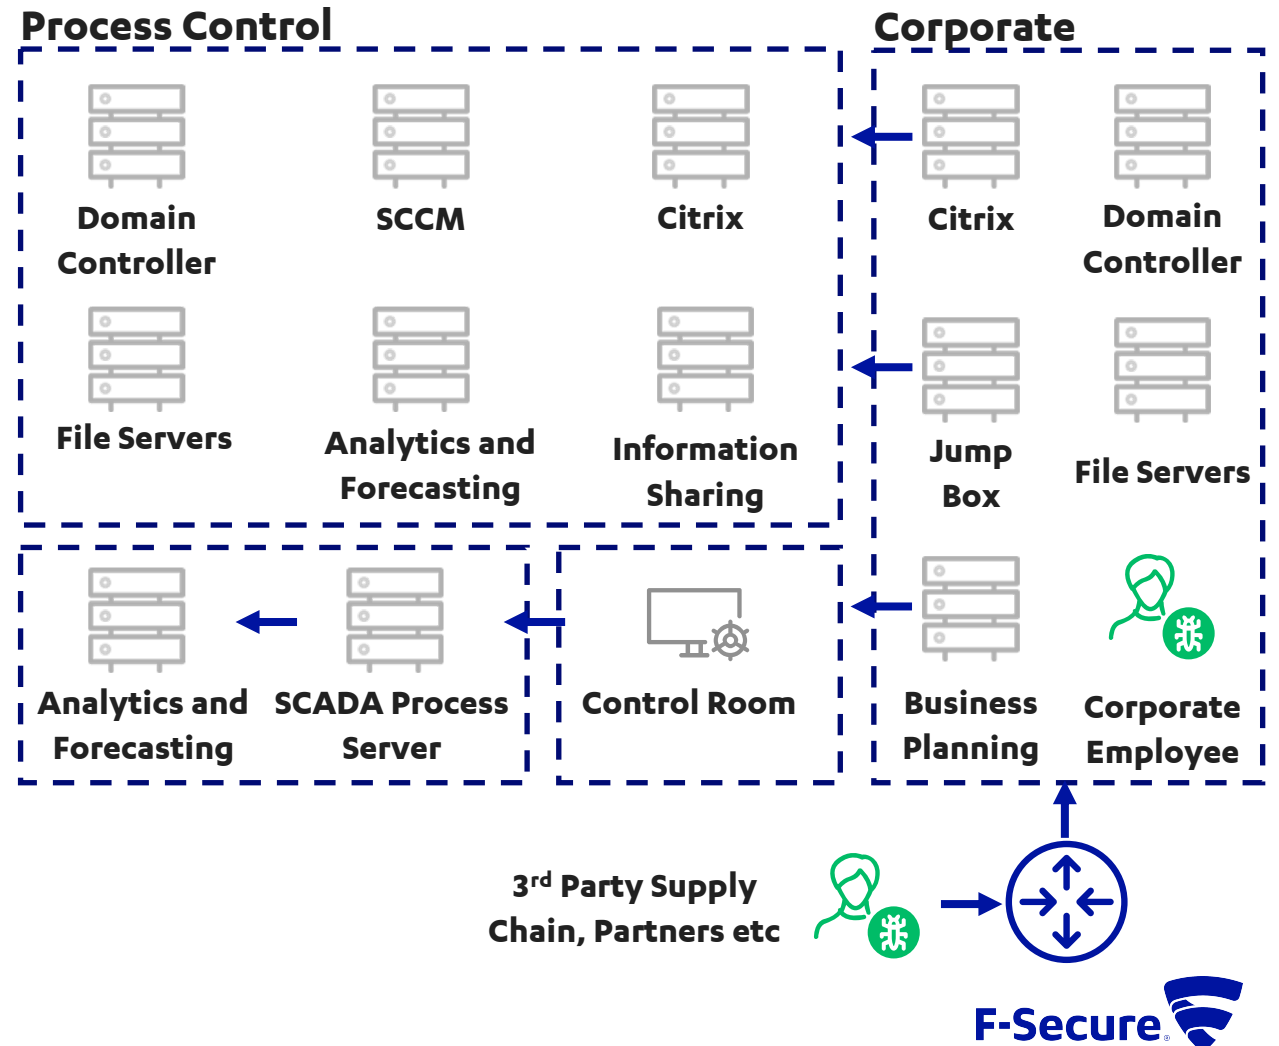 Process Control
Corporate
Domain
Controller
SCCM
Citrix
Citrix
Domain
Controller
File Servers
Analytics and
Forecasting
Information
Sharing
Jump
Box
File Servers
Analytics and
Forecasting
SCADA Process
Server
Control Room
Business
Planning
Corporate
Employee
3rd Party Supply
Chain, Partners etc
F-Secure®